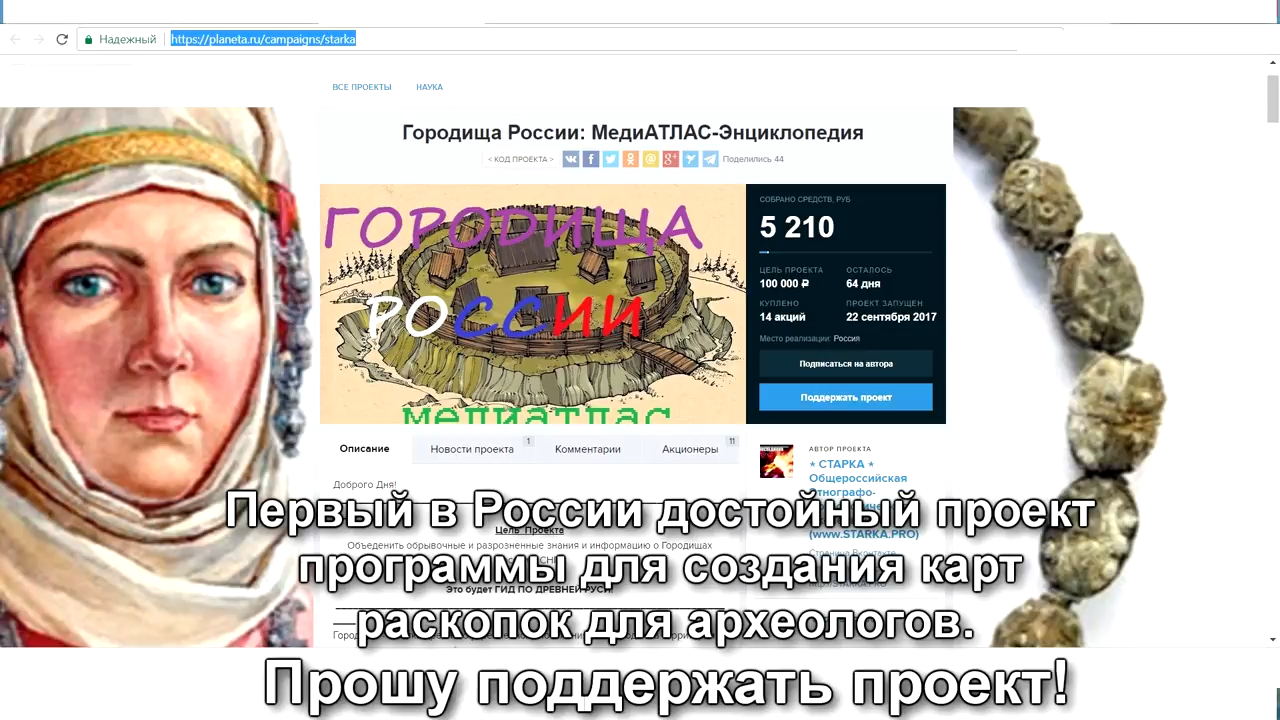 Надежный
https://planeta.ru/campaigns/starka
ВСЕ ПРОЕКТЫ НАУКА
Городища России: МедиАТЛАС-Энциклопедия
< КОД ПРОЕКТА > Поделились 44
ГОРОДИЩА
РОССИИ
медиатлас
СОБРАНО СРЕДСТВ, РУБ
5 210
ЦЕЛЬ ПРОЕКТА ОСТАЛОСЬ
100 000 ₽ 64 дня
КУПЛЕНО ПРОЕКТ ЗАПУЩЕН
14 акций 22 сентября 2017
Место реализации: Россия
Подписаться на автора
Поддержать проект
Описание Новости проекта 1 Комментарии Акционеры 11
АВТОР ПРОЕКТА
⋆ СТАРКА ⋆
Общероссийская
Этнографо-
(www.STARKA.PRO)
Страница Вконтакте
Доброго Дня!
Цель Проекта
Объеденить обрывочные и разрозненные знания и информацию о Городищах
Это будет ГИД ПО ДРЕВНЕЙ РУСИ!
Первый в России достойный проект
программы для создания карт
раскопок для археологов.
Прошу поддержать проект!